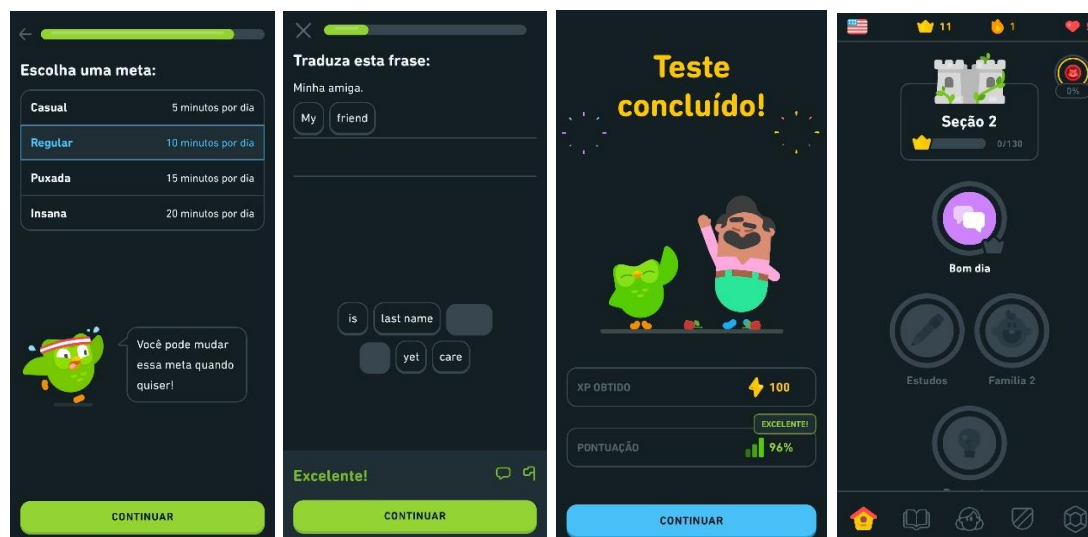 Escolha uma meta:
Casual 5 minutos por dia
Regular 10 minutos por dia
Puxada 15 minutos por dia
Insana 20 minutos por dia
Você pode mudar
essa meta quando
quiser!
CONTINUAR
Traduza esta frase:
Minha amiga.
My friend
is last name
yet care
Excelente!
CONTINUAR
Teste
concluído!
XP OBTIDO 100
EXCELENTE!
PONTUAÇÃO 96%
CONTINUAR
11 1
0%
Seção 2
0/130
Bom dia
Estudos Família 2